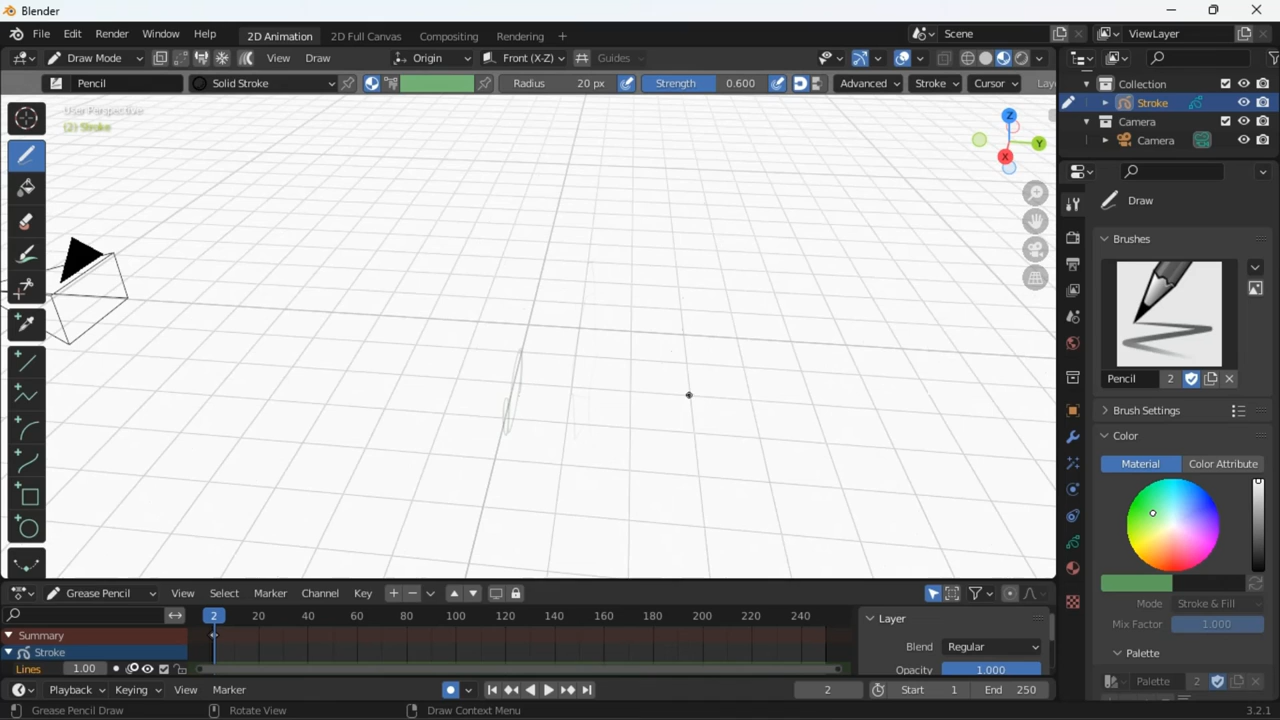 Blender
File Edit Render Window Help 2D Animation 2D Full Canvas Compositing Rendering + Scene ViewLayer
Draw Mode View Draw Origin Front (X-Z) Guides
Pencil Solid Stroke Radius 20 px Strength 0.600 Advanced Stroke Cursor Lay
User Perspective
(2) Stroke
Z
Y
X
Collection
Stroke
Camera
Camera
Draw
Brushes
Pencil 2
Brush Settings
Color
Material Color Attribute
Mode Stroke & Fill
Mix Factor 1.000
Palette
Palette 2
Grease Pencil View Select Marker Channel Key
2 20 40 60 80 100 120 140 160 180 200 220 240
Summary
Stroke
Lines 1.00
Layer
Blend Regular
Opacity 1.000
Playback Keying View Marker 2 Start 1 End 250
Grease Pencil Draw Rotate View Draw Context Menu 3.2.1